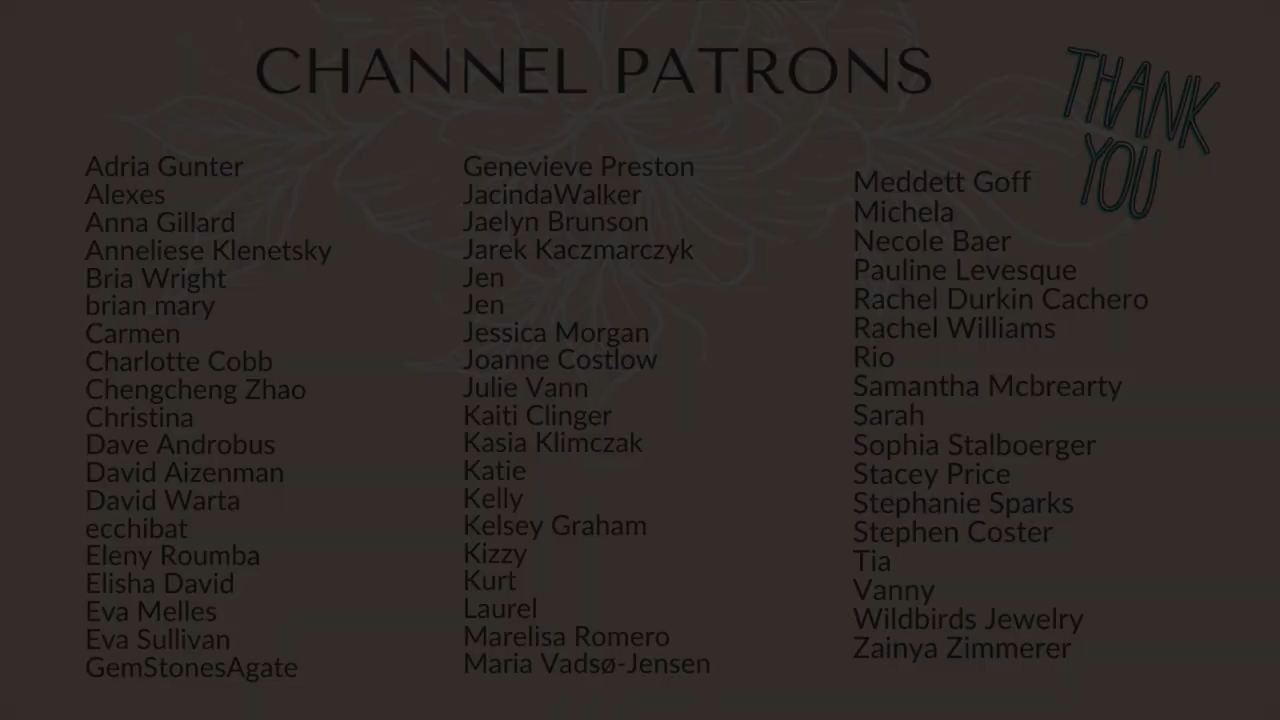 CHANNEL PATRONS
THANK
YOU
Adria Gunter
Alexes
Anna Gillard
Anneliese Klenetsky
Bria Wright
brian mary
Carmen
Charlotte Cobb
Chengcheng Zhao
Christina
Dave Androbus
David Aizenman
David Warta
ecchibat
Eleny Roumba
Elisha David
Eva Melles
Eva Sullivan
GemStonesAgate
Genevieve Preston
JacindaWalker
Jaelyn Brunson
Jarek Kaczmarczyk
Jen
Jen
Jessica Morgan
Joanne Costlow
Julie Vann
Kaiti Clinger
Kasia Klimczak
Katie
Kelly
Kelsey Graham
Kizzy
Kurt
Laurel
Marelisa Romero
Maria Vadsø-Jensen
Meddett Goff
Michela
Necole Baer
Pauline Levesque
Rachel Durkin Cachero
Rachel Williams
Rio
Samantha Mcbrearty
Sarah
Sophia Stalboerger
Stacey Price
Stephanie Sparks
Stephen Coster
Tia
Vanny
Wildbirds Jewelry
Zainya Zimmerer